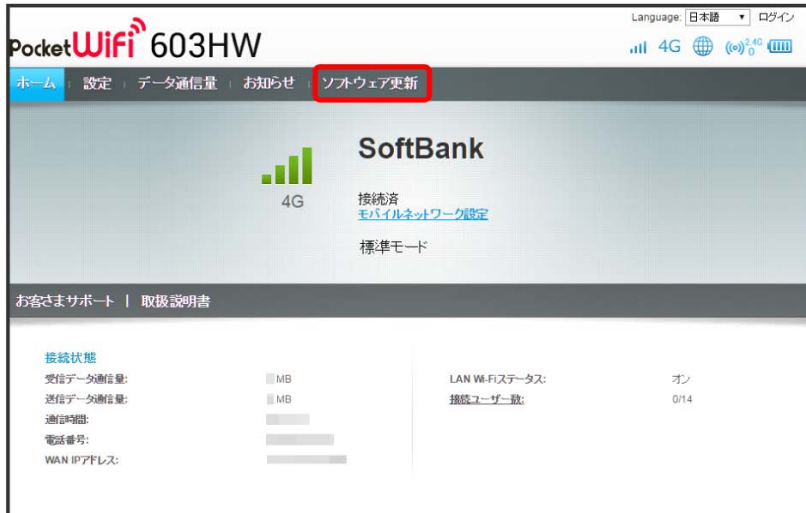 Language: 日本語 ログイン
PocketWiFi 603HW
4G 2.4G 0
ホーム 設定 データ通信量 お知らせ ソフトウェア更新
SoftBank
4G
接続済
モバイルネットワーク設定
標準モード
お客さまサポート | 取扱説明書
接続状態
受信データ通信量: MB LAN Wi-Fiステータス: オン
送信データ通信量: MB 接続ユーザー数: 0/14
通信時間:
電話番号:
WAN IPアドレス: